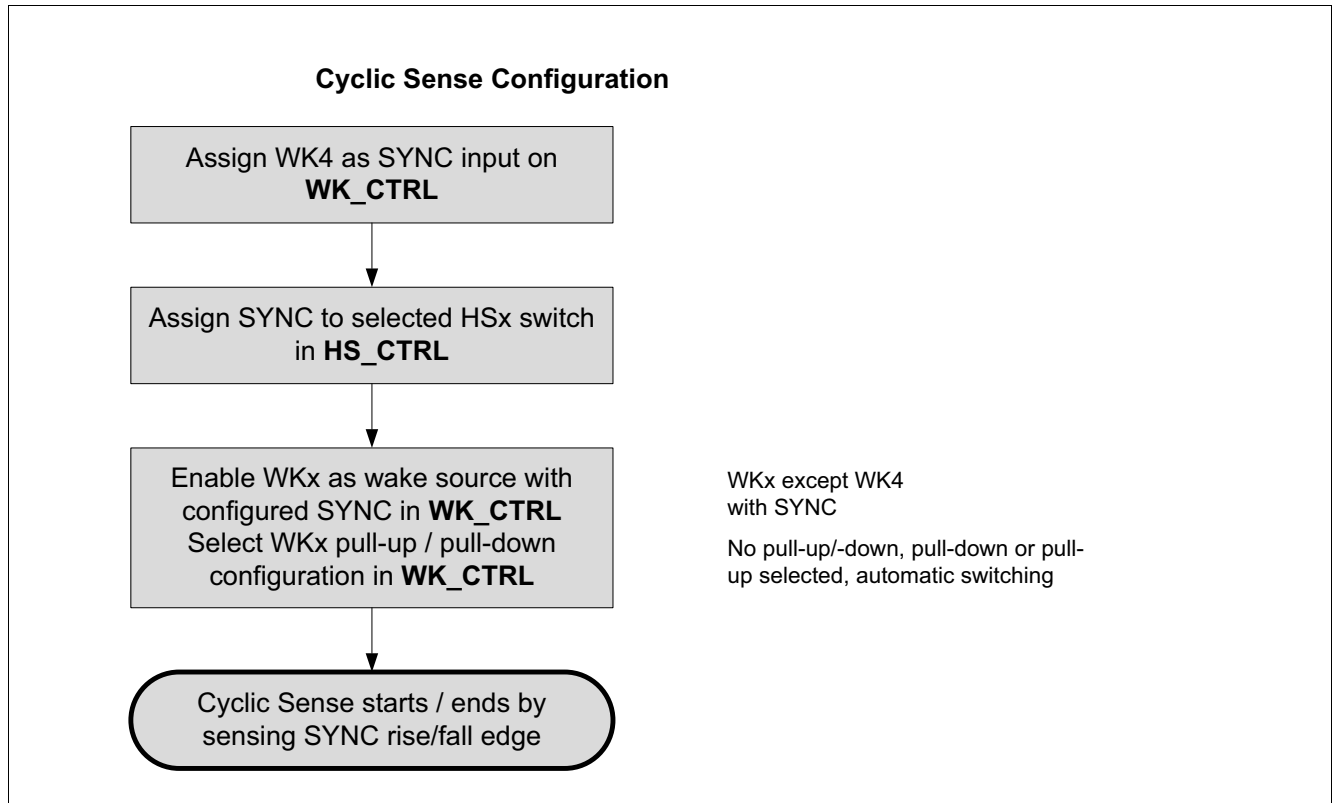 Cyclic Sense Configuration
Assign WK4 as SYNC input on
WK_CTRL
Assign SYNC to selected HSx switch
in HS_CTRL
Enable WKx as wake source with
configured SYNC in WK_CTRL
Select WKx pull-up / pull-down
configuration in WK_CTRL
WKx except WK4
with SYNC
No pull-up/-down, pull-down or pull-
up selected, automatic switching
Cyclic Sense starts / ends by
sensing SYNC rise/fall edge